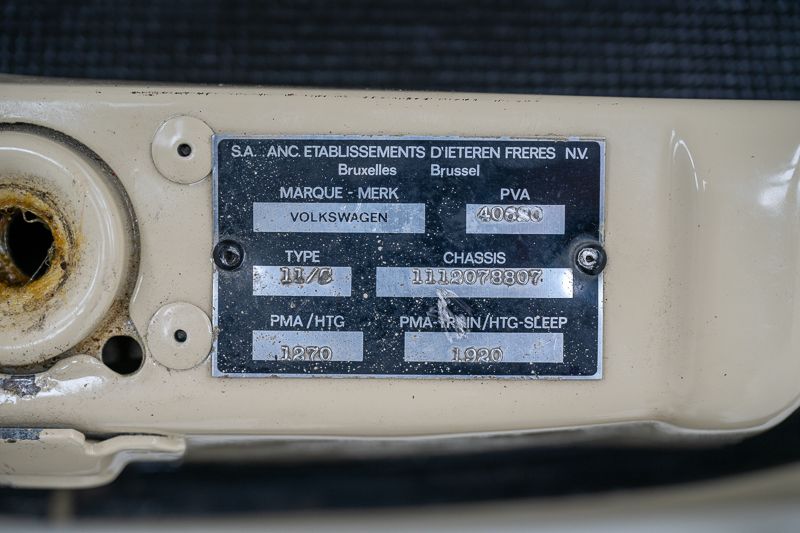 S.A. ANC. ETABLISSEMENTS D'IETEREN FRERES N.V.
Bruxelles Brussel
MARQUE - MERK PVA
VOLKSWAGEN
TYPE CHASSIS
11/C 1112078807
PMA/HTG PMA-TRAIN/HTG-SLEEP
1270 1920